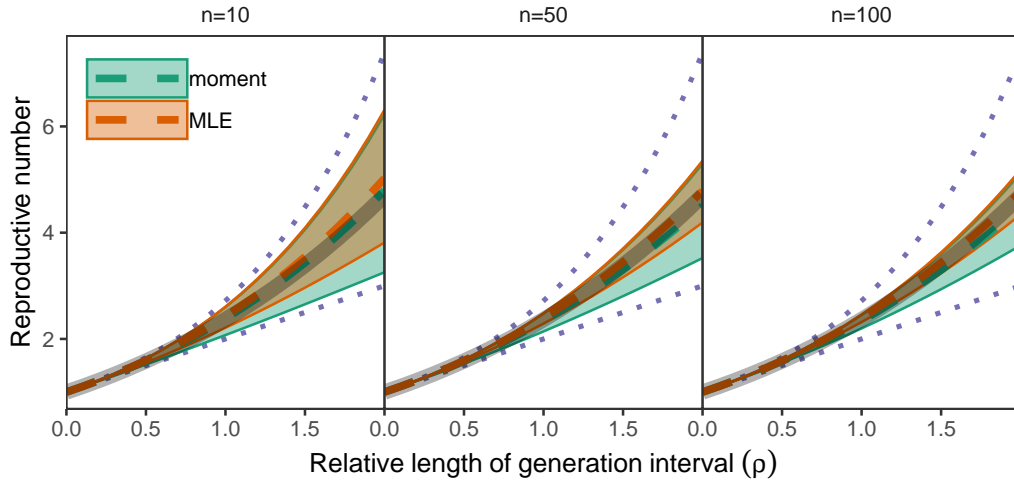 n=10 n=50 n=100
moment
MLE
Reproductive number
6
4
2
0.0 0.5 1.0 1.5 0.0 0.5 1.0 1.5 0.0 0.5 1.0 1.5
Relative length of generation interval (ρ)